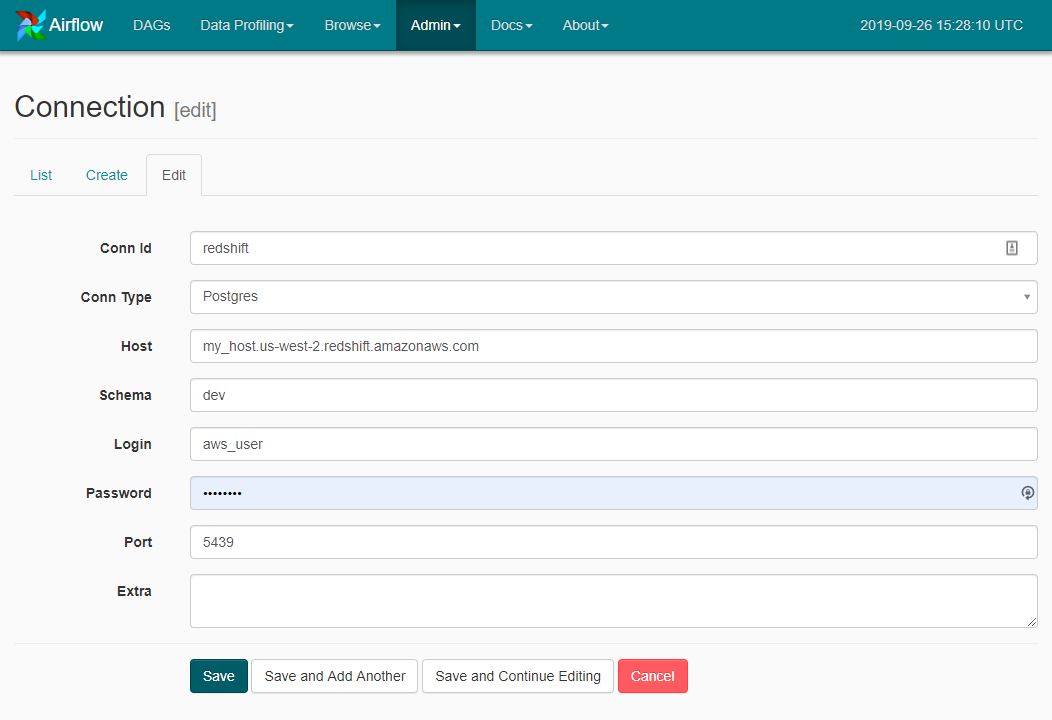 Airflow DAGs Data Profiling Browse Admin Docs About 2019-09-26 15:28:10 UTC
Connection [edit]
List Create Edit
Conn Id redshift
Conn Type Postgres
Host my_host.us-west-2.redshift.amazonaws.com
Schema dev
Login aws_user
Password ••••••••
Port 5439
Extra
Save Save and Add Another Save and Continue Editing Cancel